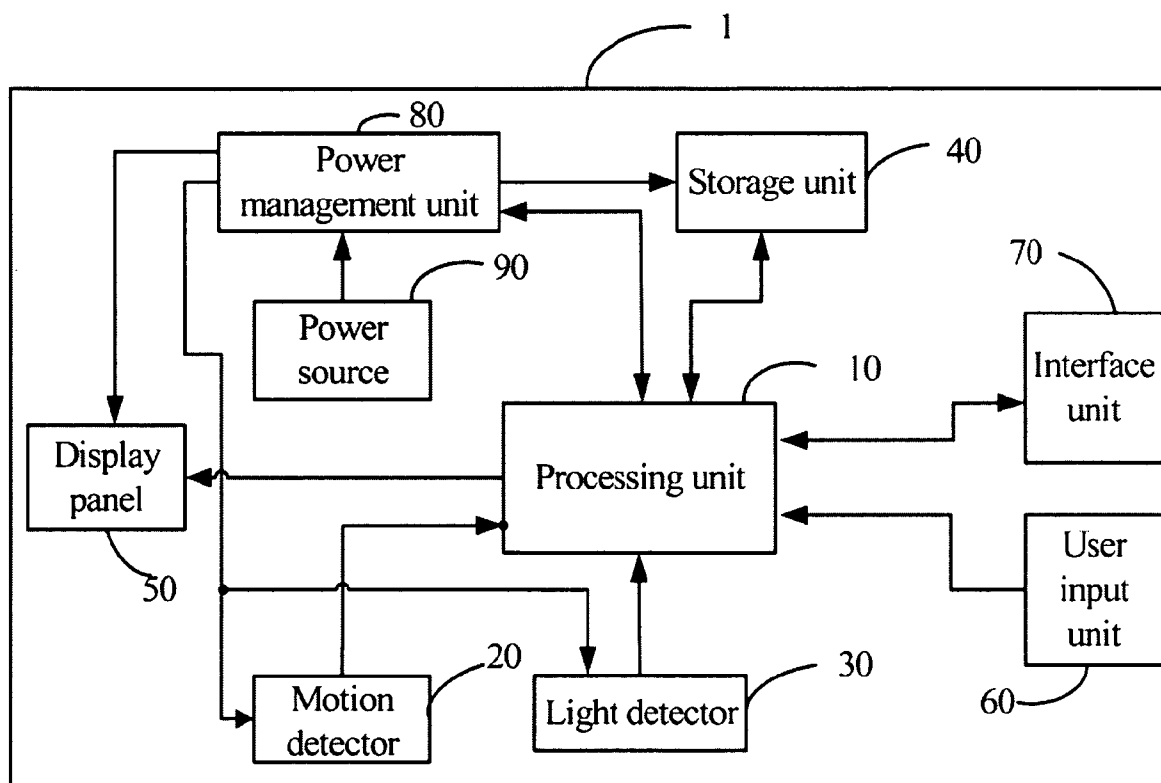 1
80
Power
management unit
Storage unit
40
90
Power
source
70
Interface
unit
10
Display
panel
Processing unit
50
User
input
unit
20
Motion
detector
Light detector
30
60